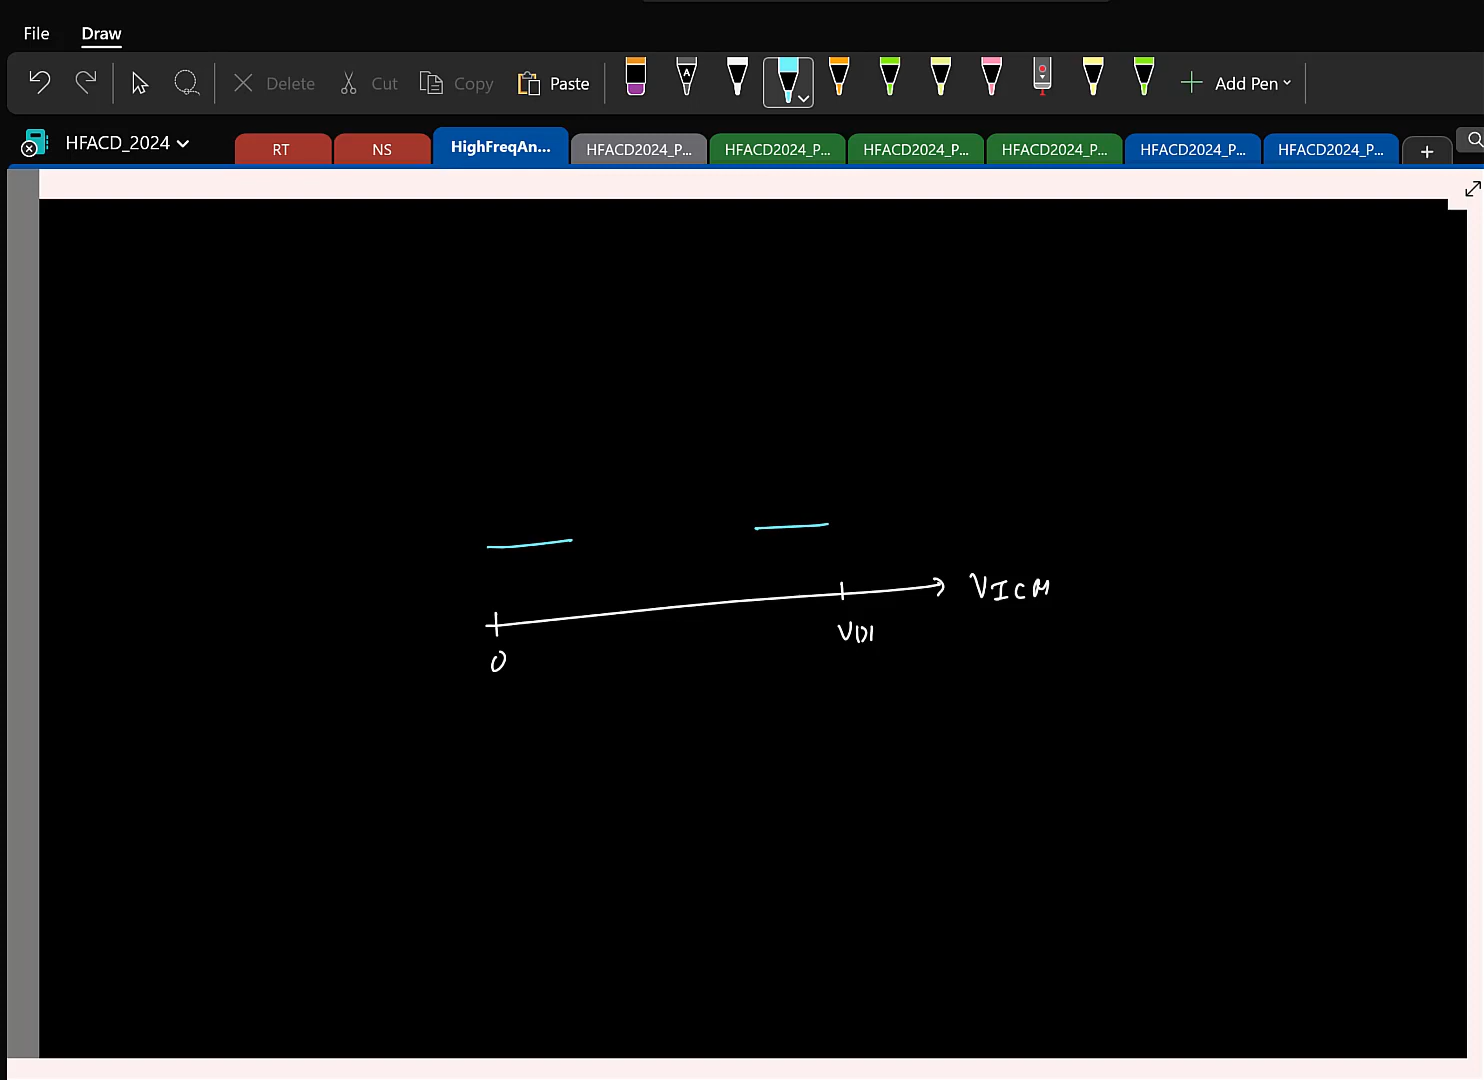 File Draw
Delete Cut Copy Paste Add Pen
HFACD_2024 RT NS HighFreqAn... HFACD2024_P... HFACD2024_P... HFACD2024_P... HFACD2024_P... HFACD2024_P... HFACD2024_P... +
VICM
VDD
0